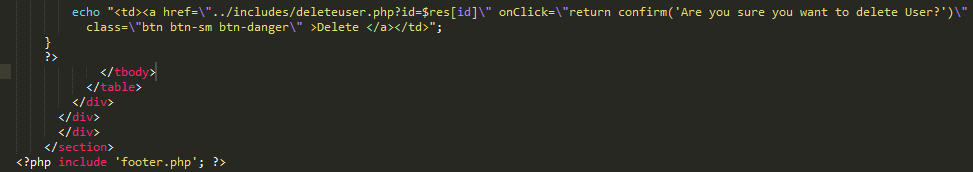 echo "<td><a href=\"../includes/deleteuser.php?id=$res[id]\" onClick=\"return confirm('Are you sure you want to delete User?')\"
class=\"btn btn-sm btn-danger\" >Delete </a></td>";
}
?>
</tbody>
</table>
</div>
</div>
</div>
</section>
<?php include 'footer.php'; ?>